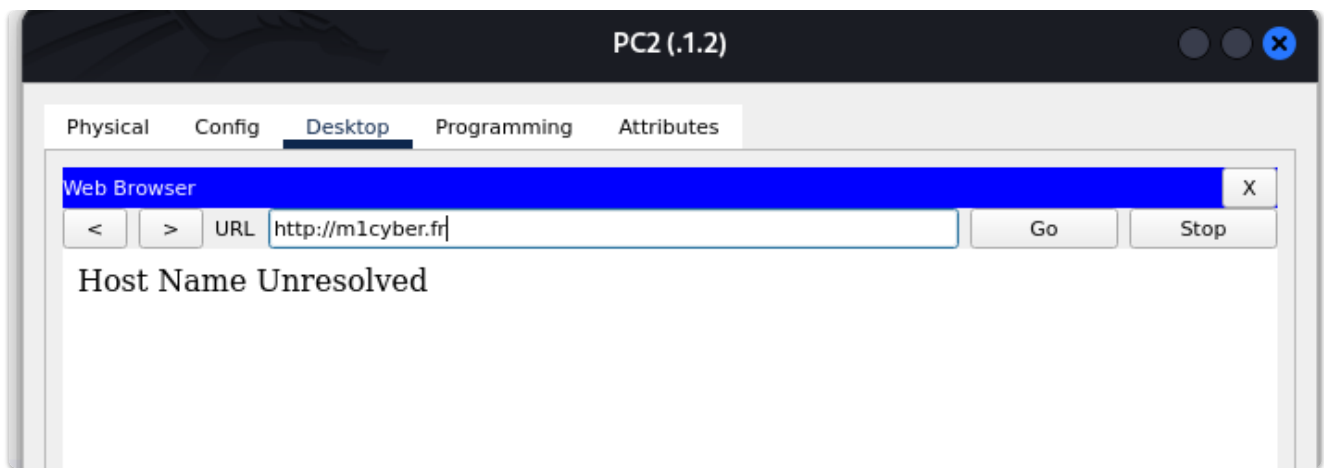 PC2 (.1.2)
Physical Config Desktop Programming Attributes
Web Browser X
< > URL http://m1cyber.fr Go Stop
Host Name Unresolved